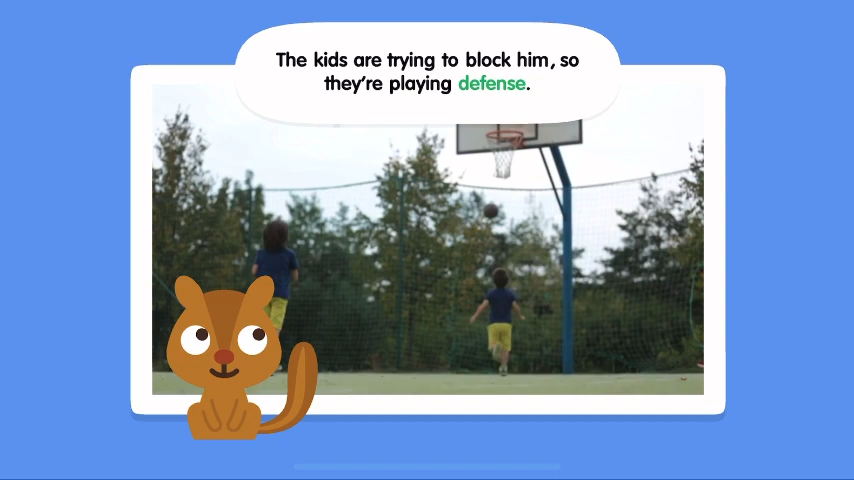 The kids are trying to block him, so
they're playing defense.